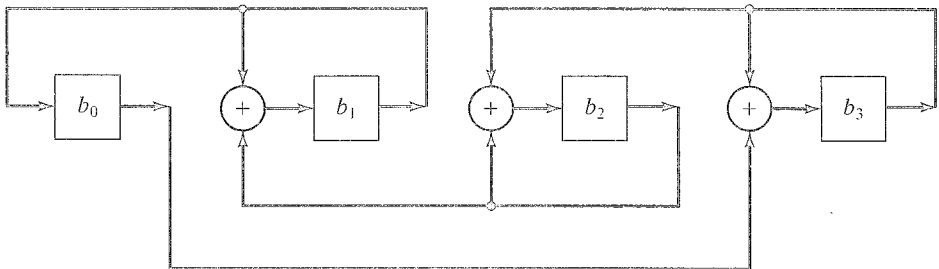 b₀ + b₁ + b₂ + b₃